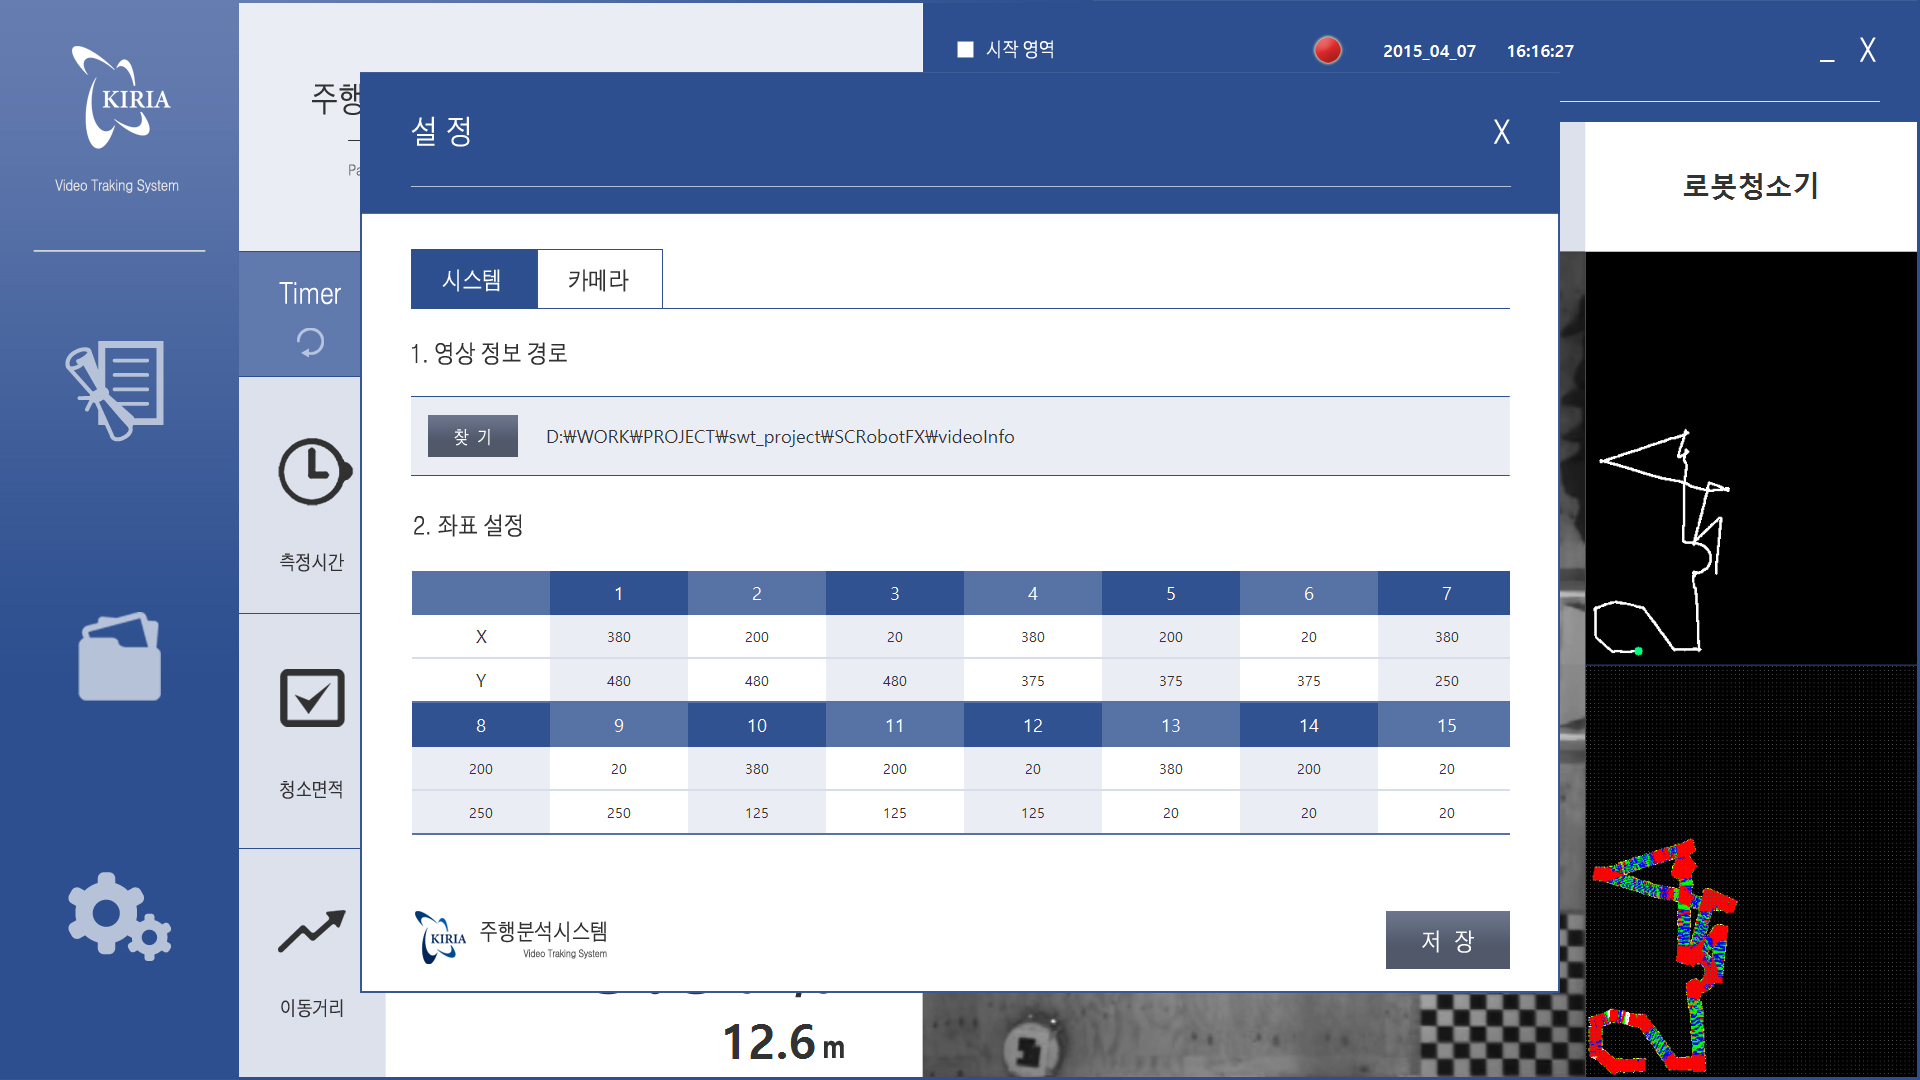 KIRIA
Video Traking System
주행
Pa
시작 영역
2015_04_07
16:16:27
_ X
로봇청소기
Timer
측정시간
청소면적
이동거리
12.6 m
설 정
X
시스템 카메라
1. 영상 정보 경로
찾 기 D:₩WORK₩PROJECT₩swt_project₩SCRobotFX₩videoInfo
2. 좌표 설정
1 2 3 4 5 6 7
X 380 200 20 380 200 20 380
Y 480 480 480 375 375 375 250
8 9 10 11 12 13 14 15
200 20 380 200 20 380 200 20
250 250 125 125 125 20 20 20
KIRIA 주행분석시스템
Video Traking System
저 장